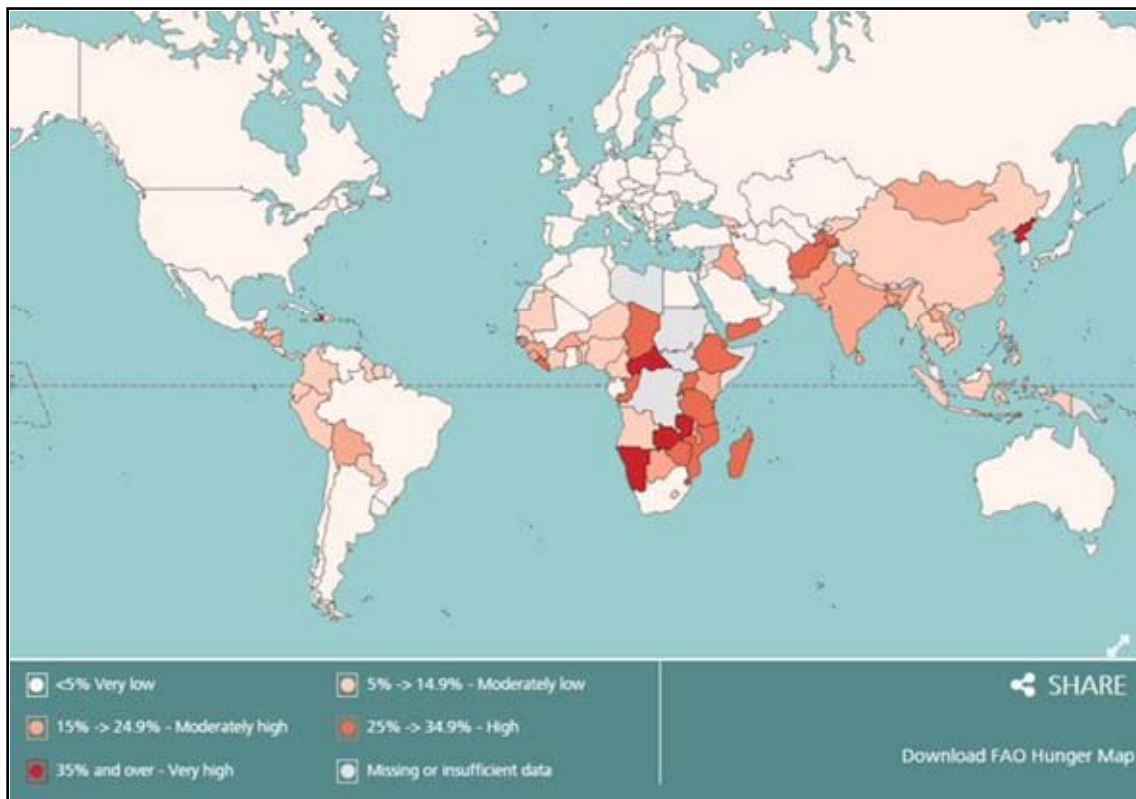 <5% Very low
5% -> 14.9% - Moderately low
15% -> 24.9% - Moderately high
25% -> 34.9% - High
35% and over - Very high
Missing or insufficient data
SHARE
Download FAO Hunger Map